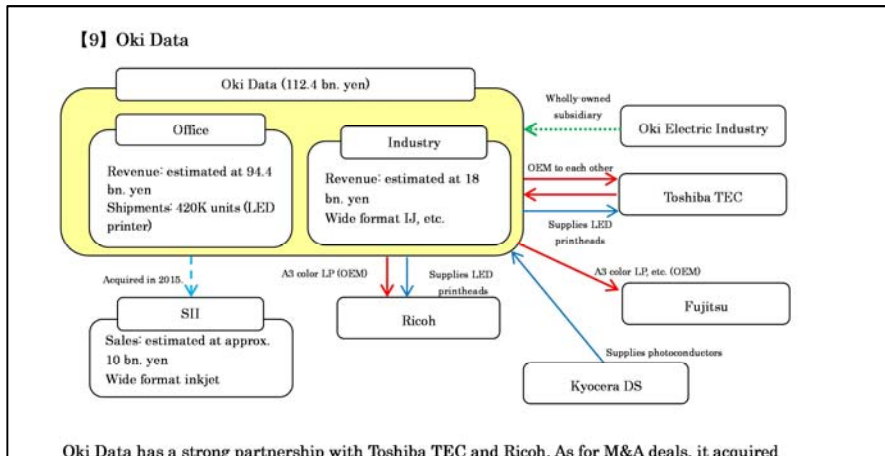 【9】Oki Data
Oki Data (112.4 bn. yen)
Office
Revenue: estimated at 94.4
bn. yen
Shipments: 420K units (LED
printer)
Industry
Revenue: estimated at 18
bn. yen
Wide format IJ, etc.
Wholly-owned
subsidiary
Oki Electric Industry
OEM to each other
Toshiba TEC
Supplies LED
printheads
Acquired in 2015.
A3 color LP (OEM)
Supplies LED
printheads
A3 color LP, etc. (OEM)
SII
Sales: estimated at approx.
10 bn. yen
Wide format inkjet
Ricoh
Fujitsu
Supplies photoconductors
Kyocera DS
Oki Data has a strong partnership with Toshiba TEC and Ricoh. As for M&A deals, it acquired